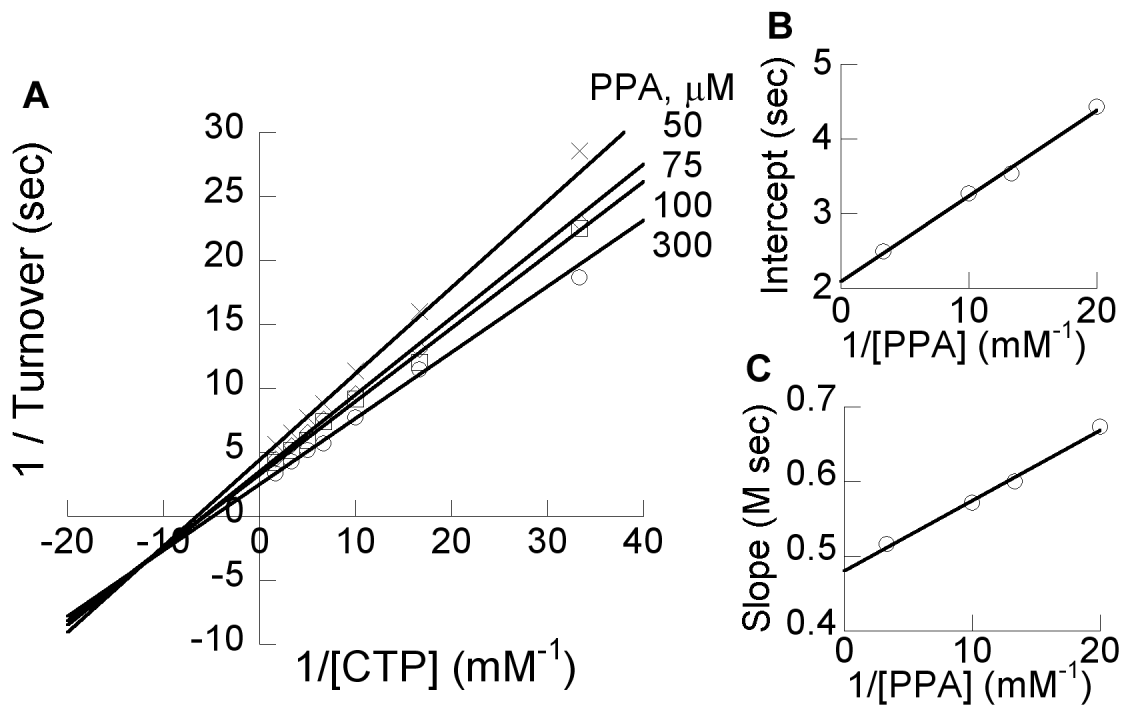 A
PPA, μM
50
75
100
300
30
25
20
15
10
5
0
-5
-10
-20 -10 0 10 20 30 40
1 / Turnover (sec)
1/[CTP] (mM-1)
B
5
4
3
2
0 10 20
Intercept (sec)
1/[PPA] (mM-1)
C
0.7
0.6
0.5
0.4
0 10 20
Slope (M sec)
1/[PPA] (mM-1)